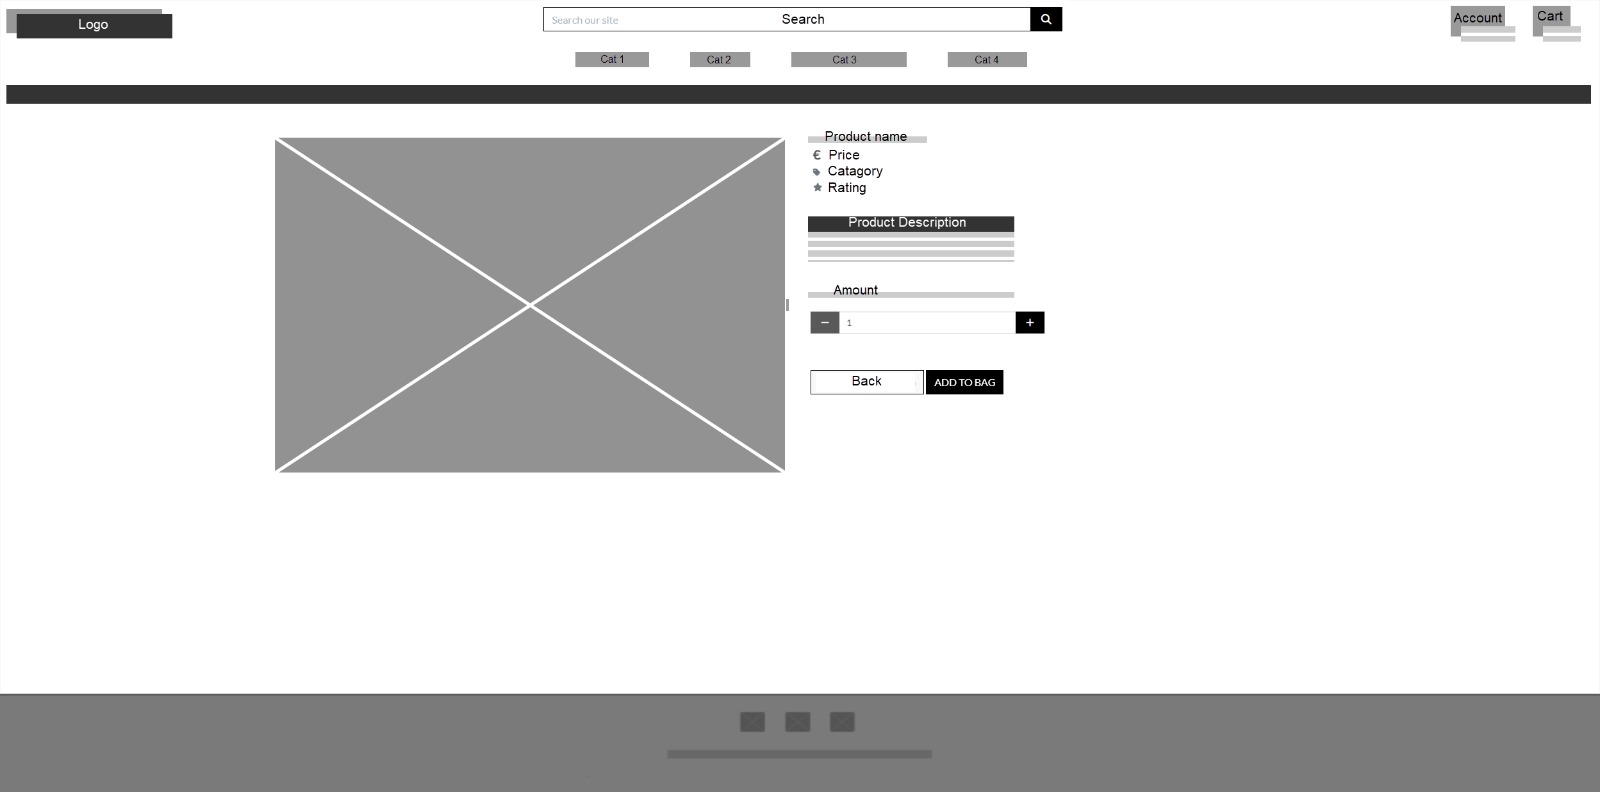 Logo
Search our site Search
Account
Cart
Cat 1 Cat 2 Cat 3 Cat 4
Product name
€ Price
Catagory
Rating
Product Description
Amount
− 1 +
Back ADD TO BAG